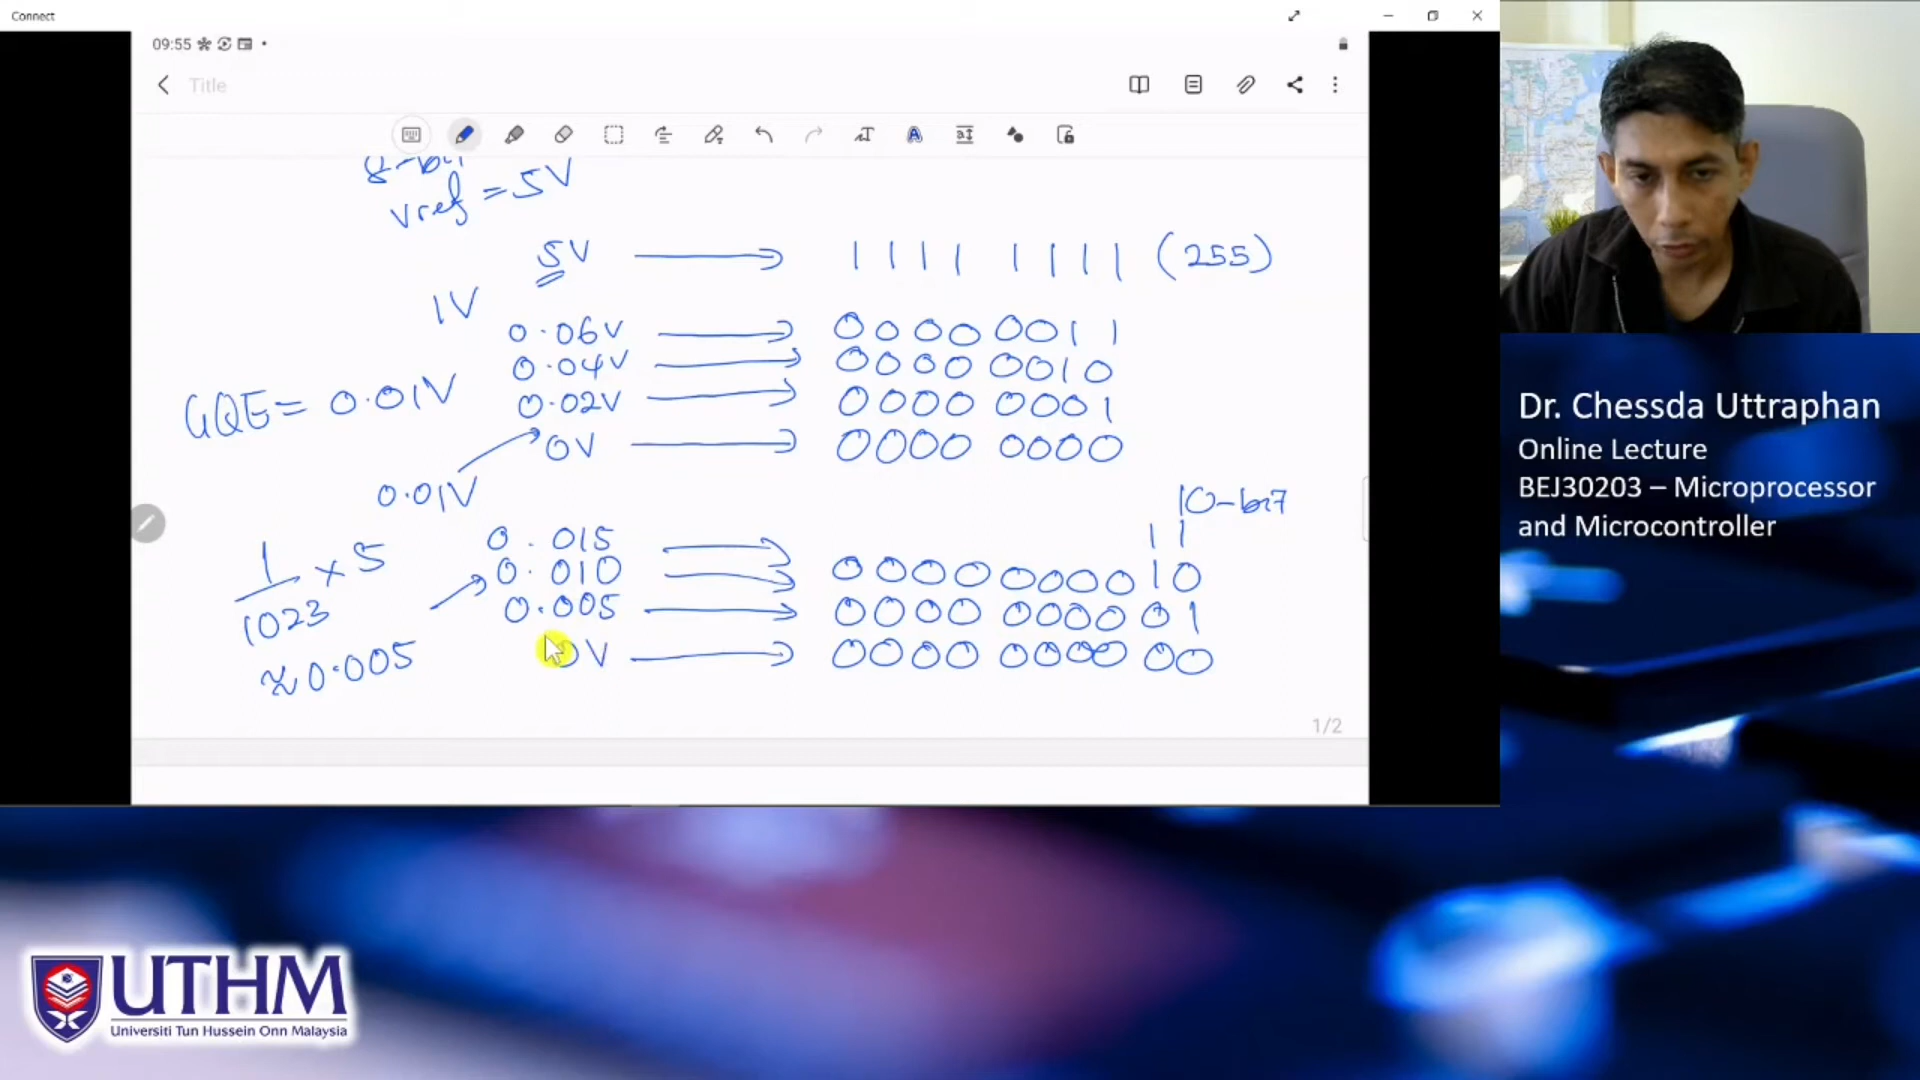 Connect
09:55
Title
8-bit
Vref = 5V
5V 1111 1111 (255)
1V
0.06V 0000 0011
0.04V 0000 0010
QE = 0.01V
0.02V 0000 0001
0V 0000 0000
0.01V
10-bit
0.015 11
1/1023 × 5
0.010 0000 0000 10
0.005 0000 0000 01
≈0.005
0V 0000 0000 00
1/2
Dr. Chessda Uttraphan
Online Lecture
BEJ30203 – Microprocessor
and Microcontroller
UTHM
Universiti Tun Hussein Onn Malaysia